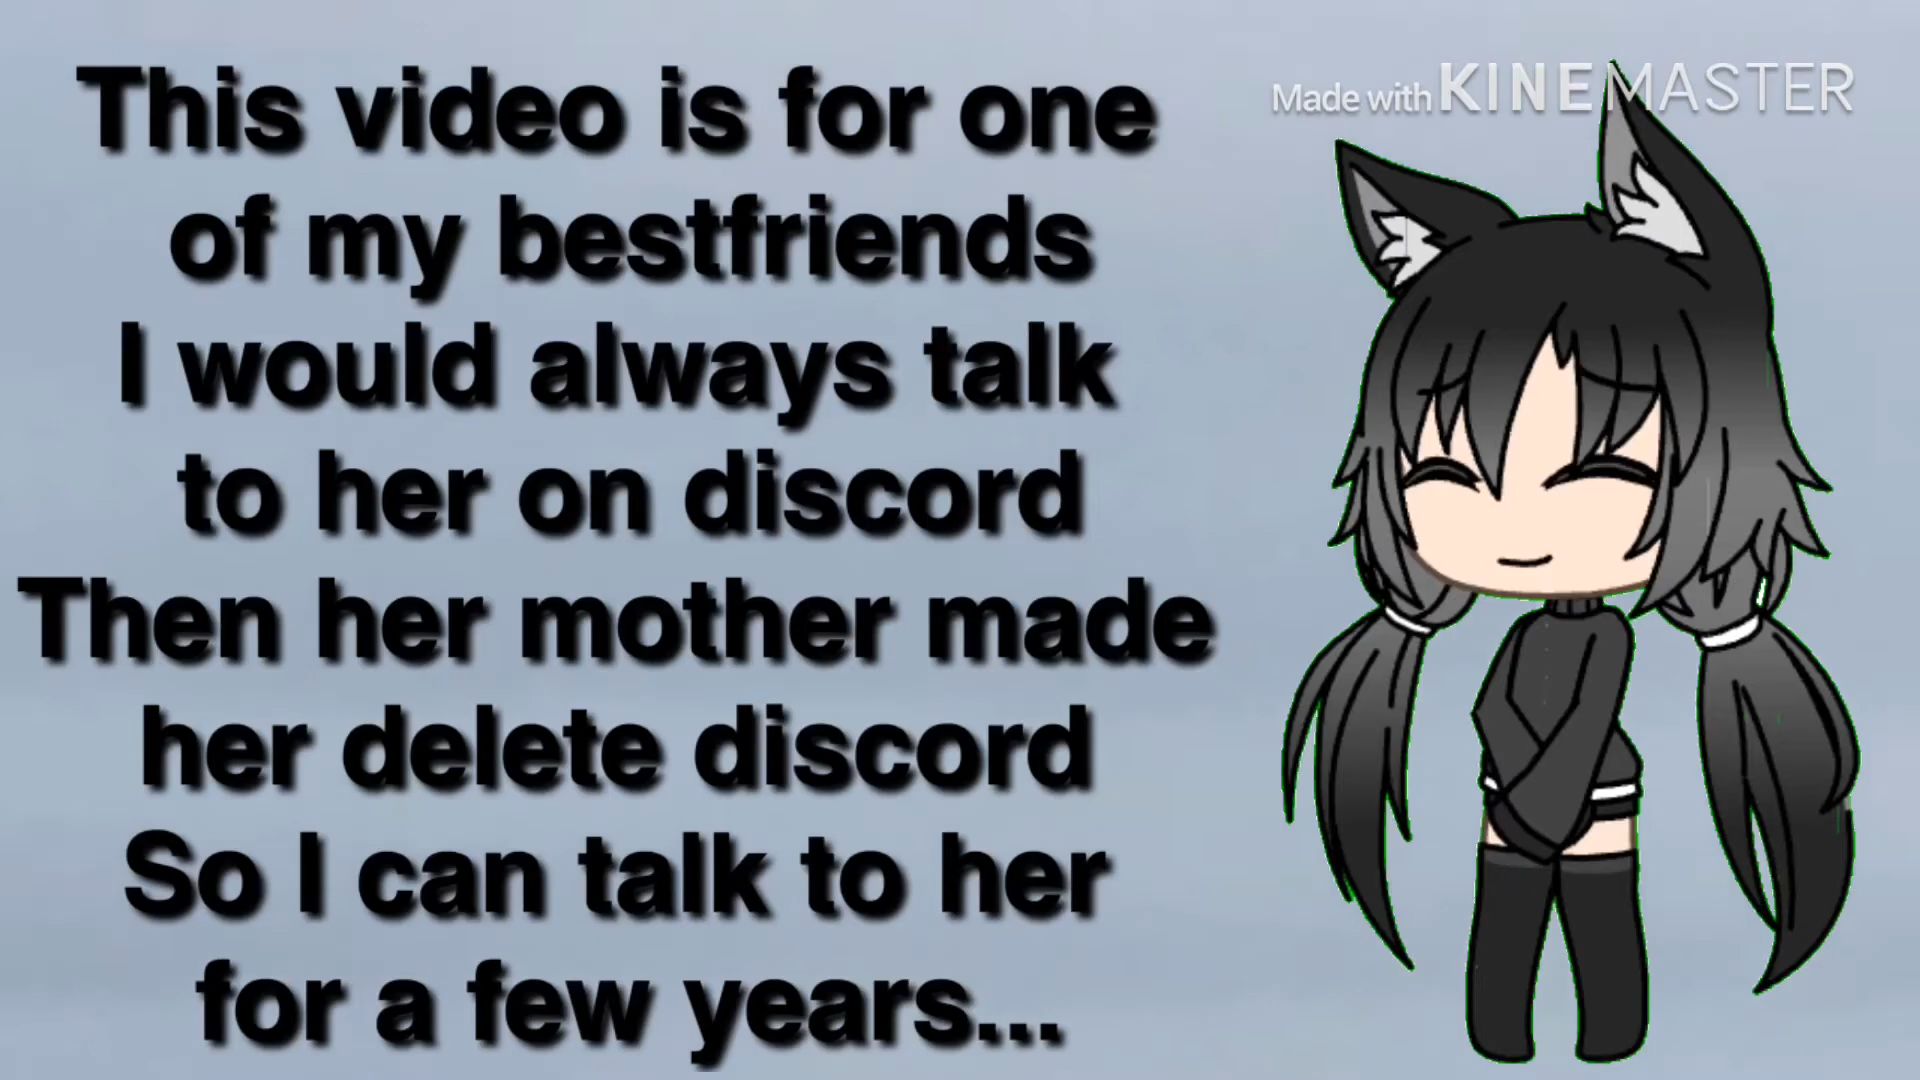 Made with KINEMASTER
This video is for one
of my bestfriends
I would always talk
to her on discord
Then her mother made
her delete discord
So I can talk to her
for a few years...